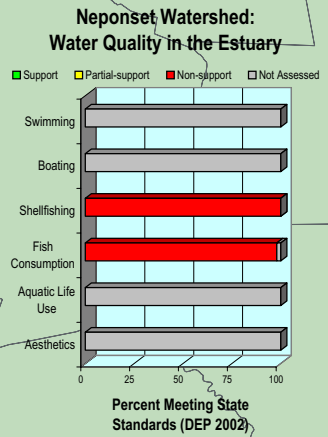 Neponset Watershed:
Water Quality in the Estuary
Support Partial-support Non-support Not Assessed
Swimming
Boating
Shellfishing
Fish
Consumption
Aquatic Life
Use
Aesthetics
0 25 50 75 100
Percent Meeting State
Standards (DEP 2002)